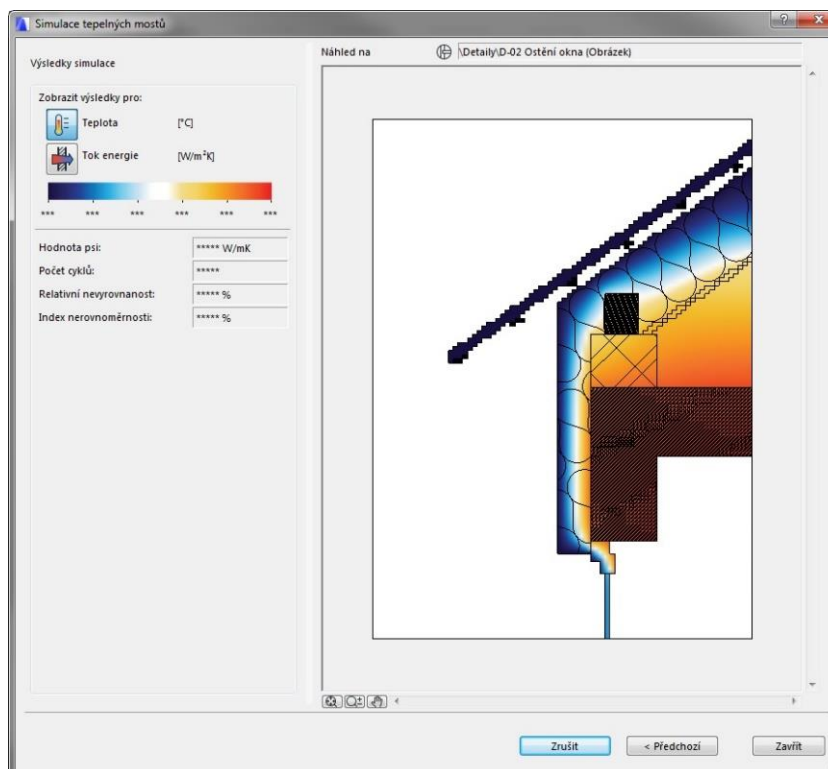 Simulace tepelných mostů
Výsledky simulace
Zobrazit výsledky pro:
Teplota [°C]
Tok energie [W/m²K]
*** *** *** *** *** ***
Hodnota psi: ***** W/mK
Počet cyklů: *****
Relativní nevyrovnanost: ***** %
Index nerovnoměrnosti: ***** %
Náhled na \Detaily\D-02 Ostění okna (Obrázek)
Zrušit < Předchozí Zavřít